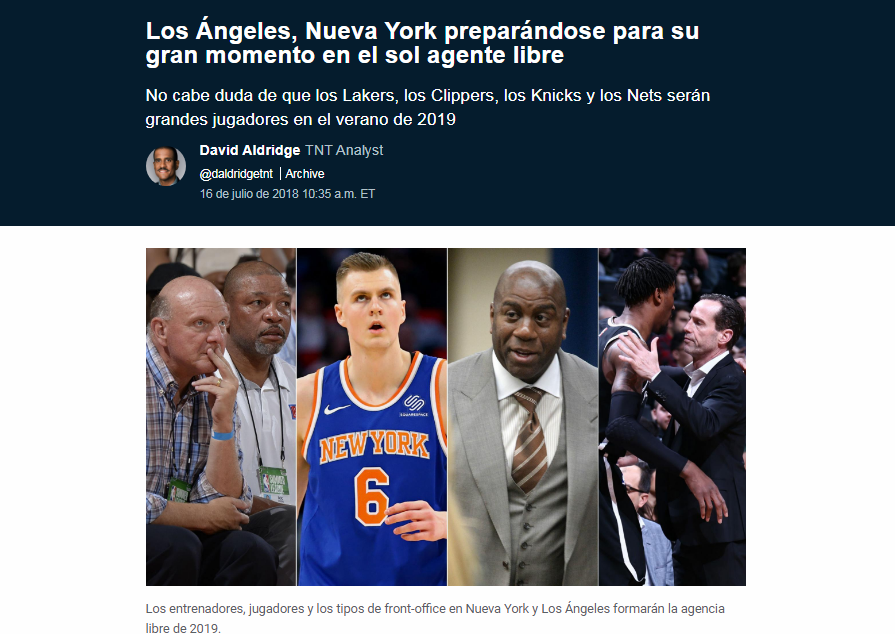 Los Ángeles, Nueva York preparándose para su
gran momento en el sol agente libre
No cabe duda de que los Lakers, los Clippers, los Knicks y los Nets serán
grandes jugadores en el verano de 2019
David Aldridge TNT Analyst
@daldridgetnt | Archive
16 de julio de 2018 10:35 a.m. ET
SQUARESPACE
NEW YORK
6
Los entrenadores, jugadores y los tipos de front-office en Nueva York y Los Ángeles formarán la agencia
libre de 2019.